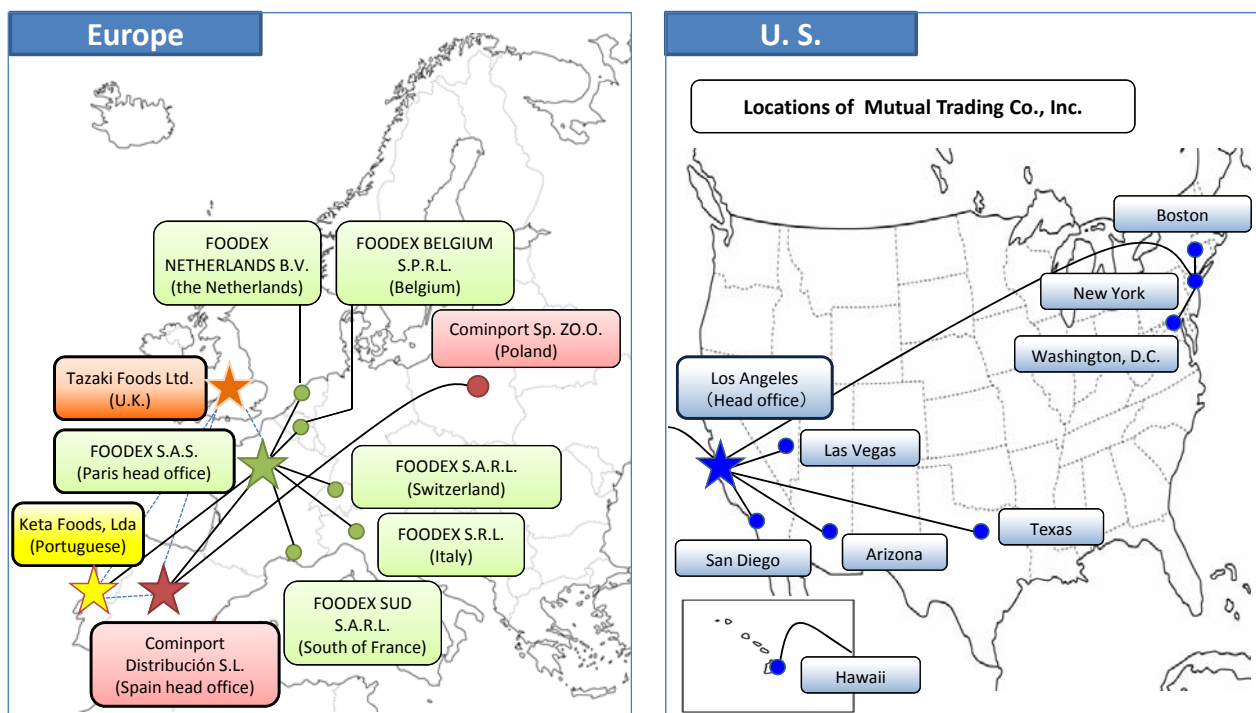 Europe
FOODEX
NETHERLANDS B.V.
(the Netherlands)
FOODEX BELGIUM
S.P.R.L.
(Belgium)
Cominport Sp. ZO.O.
(Poland)
Tazaki Foods Ltd.
(U.K.)
FOODEX S.A.S.
(Paris head office)
FOODEX S.A.R.L.
(Switzerland)
Keta Foods, Lda
(Portuguese)
FOODEX S.R.L.
(Italy)
FOODEX SUD
S.A.R.L.
(South of France)
Cominport
Distribución S.L.
(Spain head office)
U. S.
Locations of Mutual Trading Co., Inc.
Boston
New York
Washington, D.C.
Los Angeles
（Head office）
Las Vegas
Texas
San Diego
Arizona
Hawaii